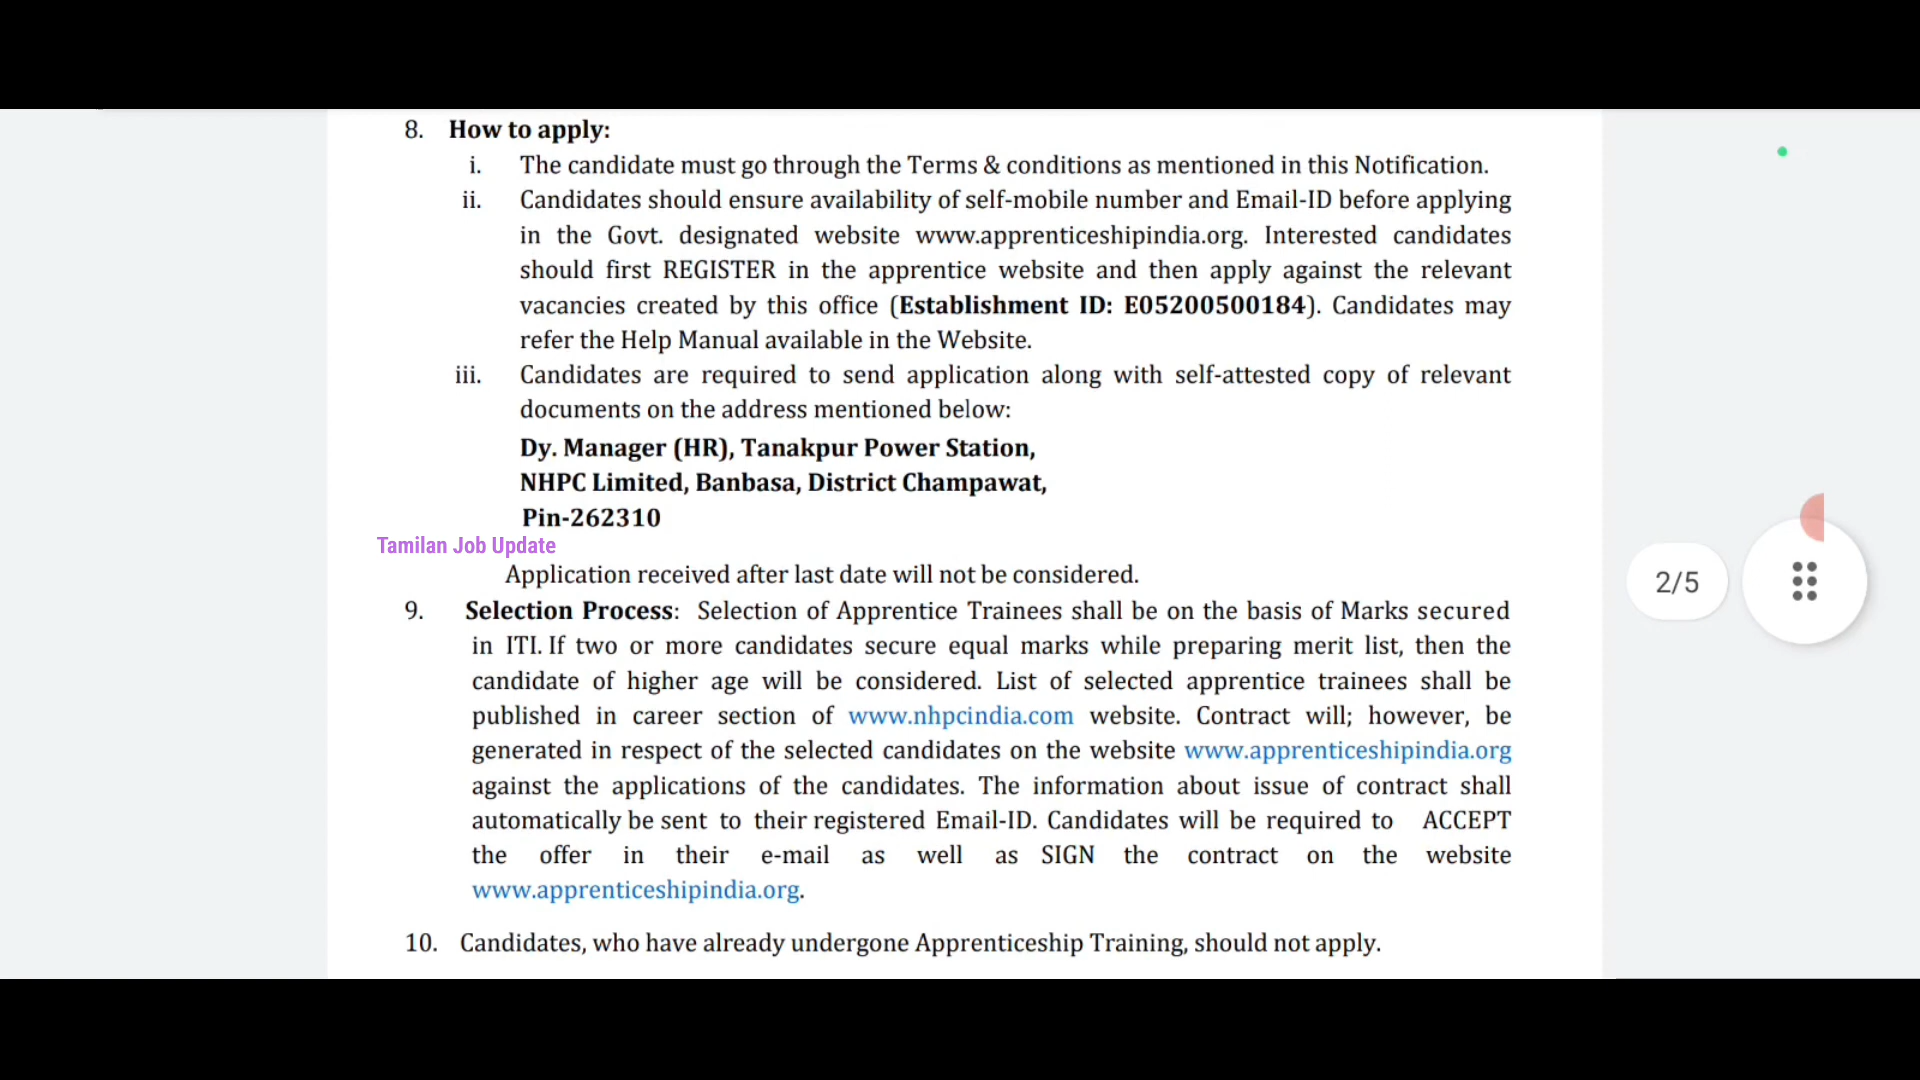 8. How to apply:
i. The candidate must go through the Terms & conditions as mentioned in this Notification.
ii. Candidates should ensure availability of self-mobile number and Email-ID before applying
in the Govt. designated website www.apprenticeshipindia.org. Interested candidates
should first REGISTER in the apprentice website and then apply against the relevant
vacancies created by this office (Establishment ID: E05200500184). Candidates may
refer the Help Manual available in the Website.
iii. Candidates are required to send application along with self-attested copy of relevant
documents on the address mentioned below:
Dy. Manager (HR), Tanakpur Power Station,
NHPC Limited, Banbasa, District Champawat,
Pin-262310
Tamilan Job Update
Application received after last date will not be considered.
2/5
9. Selection Process: Selection of Apprentice Trainees shall be on the basis of Marks secured
in ITI. If two or more candidates secure equal marks while preparing merit list, then the
candidate of higher age will be considered. List of selected apprentice trainees shall be
published in career section of www.nhpcindia.com website. Contract will; however, be
generated in respect of the selected candidates on the website www.apprenticeshipindia.org
against the applications of the candidates. The information about issue of contract shall
automatically be sent to their registered Email-ID. Candidates will be required to ACCEPT
the offer in their e-mail as well as SIGN the contract on the website
www.apprenticeshipindia.org.
10. Candidates, who have already undergone Apprenticeship Training, should not apply.